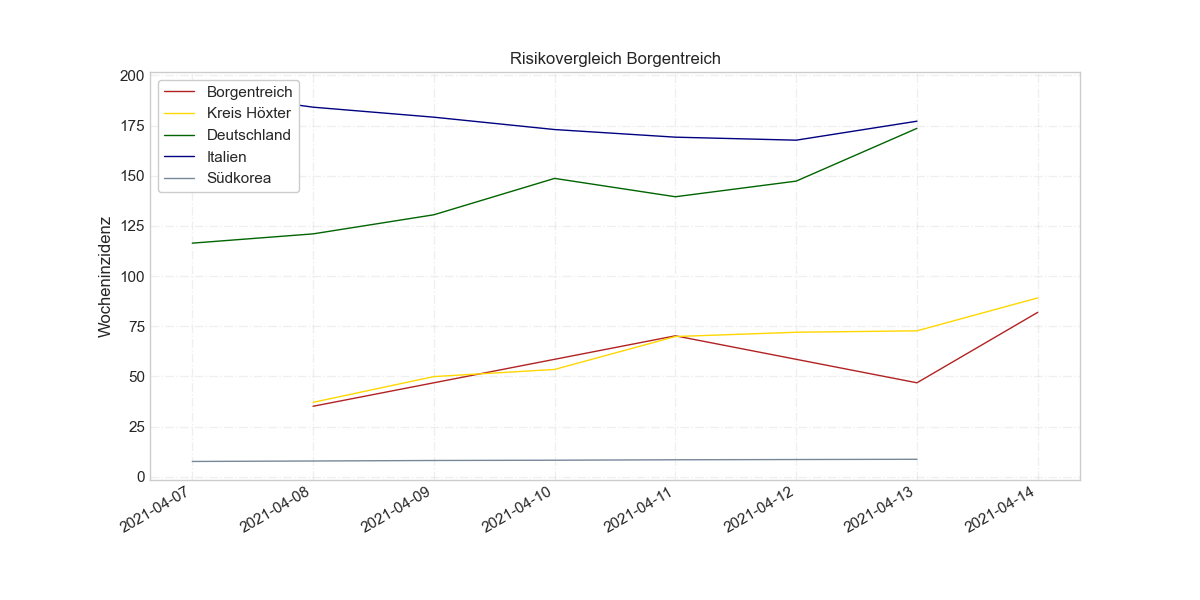 Risikovergleich Borgentreich
Borgentreich
Kreis Höxter
Deutschland
Italien
Südkorea
Wocheninzidenz
200
175
150
125
100
75
50
25
0
2021-04-07
2021-04-08
2021-04-09
2021-04-10
2021-04-11
2021-04-12
2021-04-13
2021-04-14